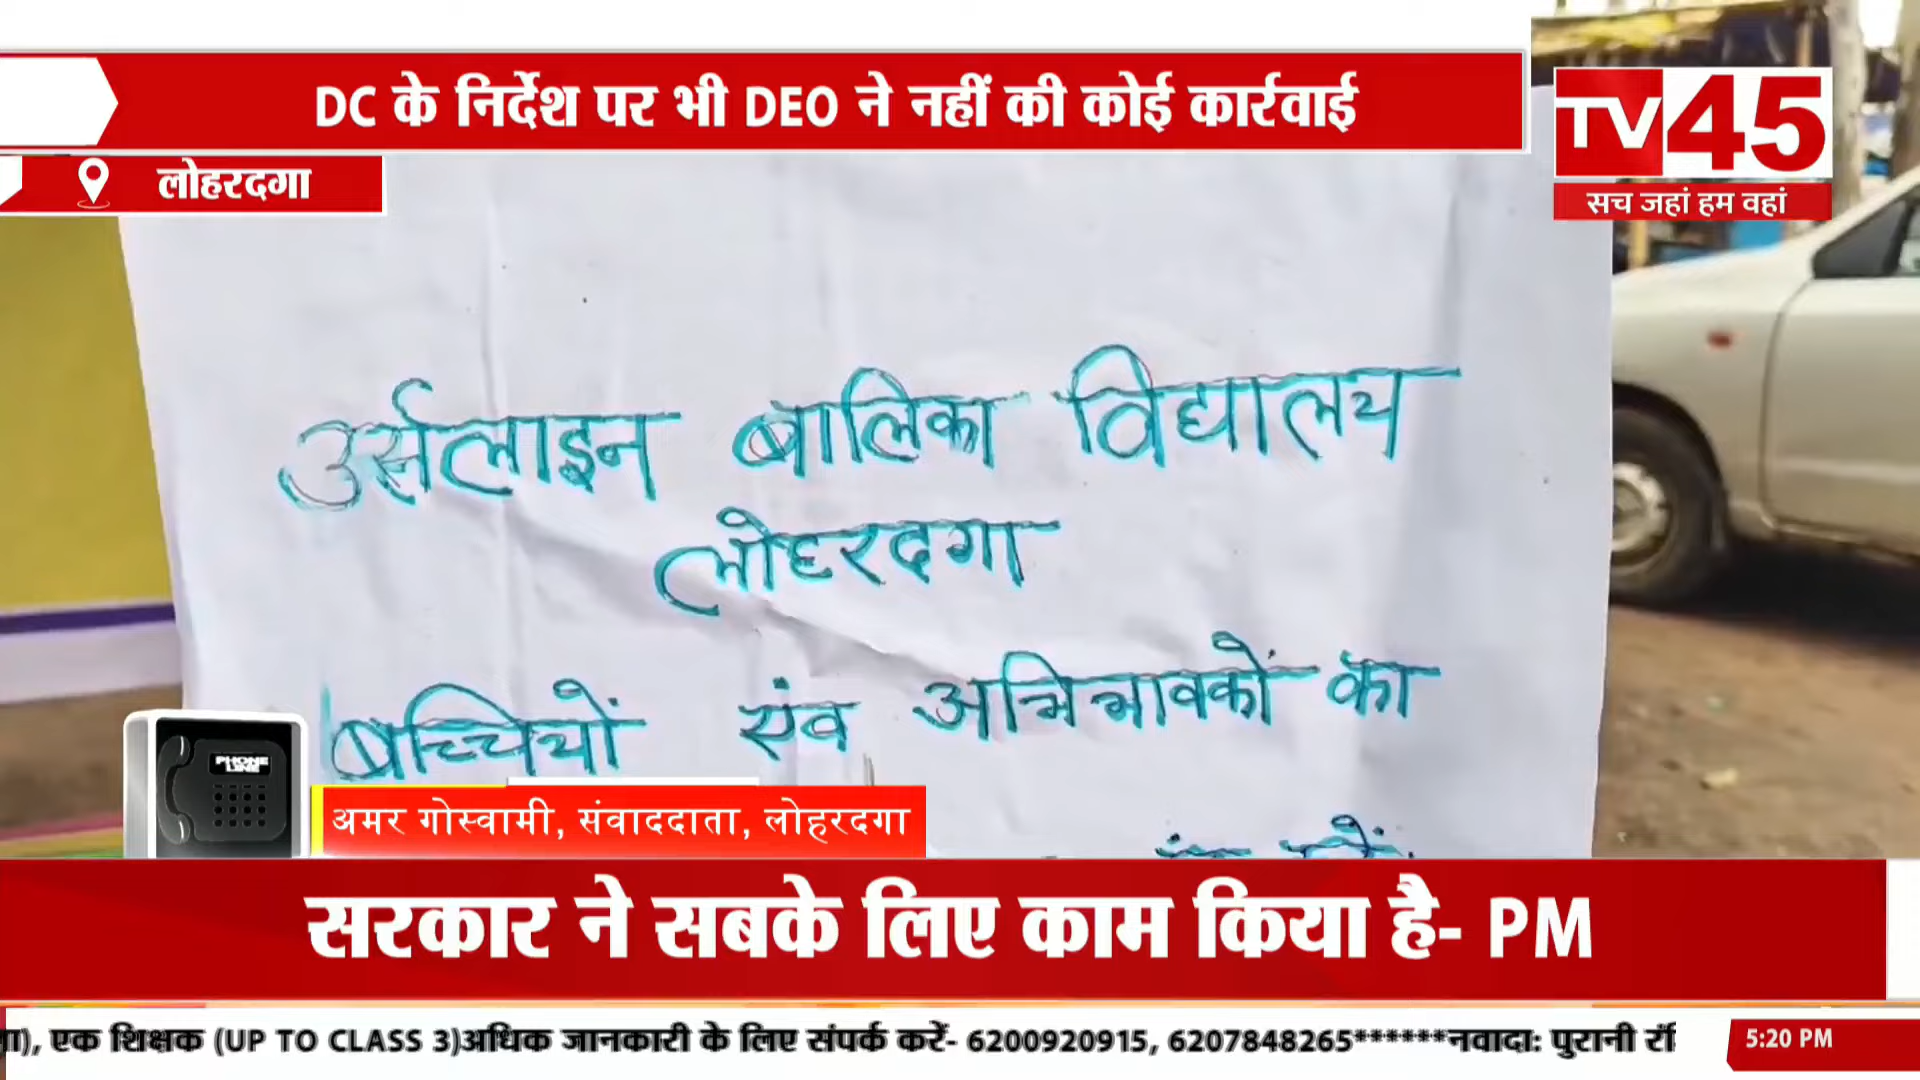 DC के निर्देश पर भी DEO ने नहीं की कोई कार्रवाई
TV45
सच जहां हम वहां
लोहरदगा
उर्सलाइन बालिका विद्यालय
लोहरदगा
बच्चियों एंव अभिभावकों का
PHONE
LINE
अमर गोस्वामी, संवाददाता, लोहरदगा
सरकार ने सबके लिए काम किया है- PM
), एक शिक्षक (UP TO CLASS 3)अधिक जानकारी के लिए संपर्क करें- 6200920915, 6207848265******नवादा: पुरानी
5:20 PM